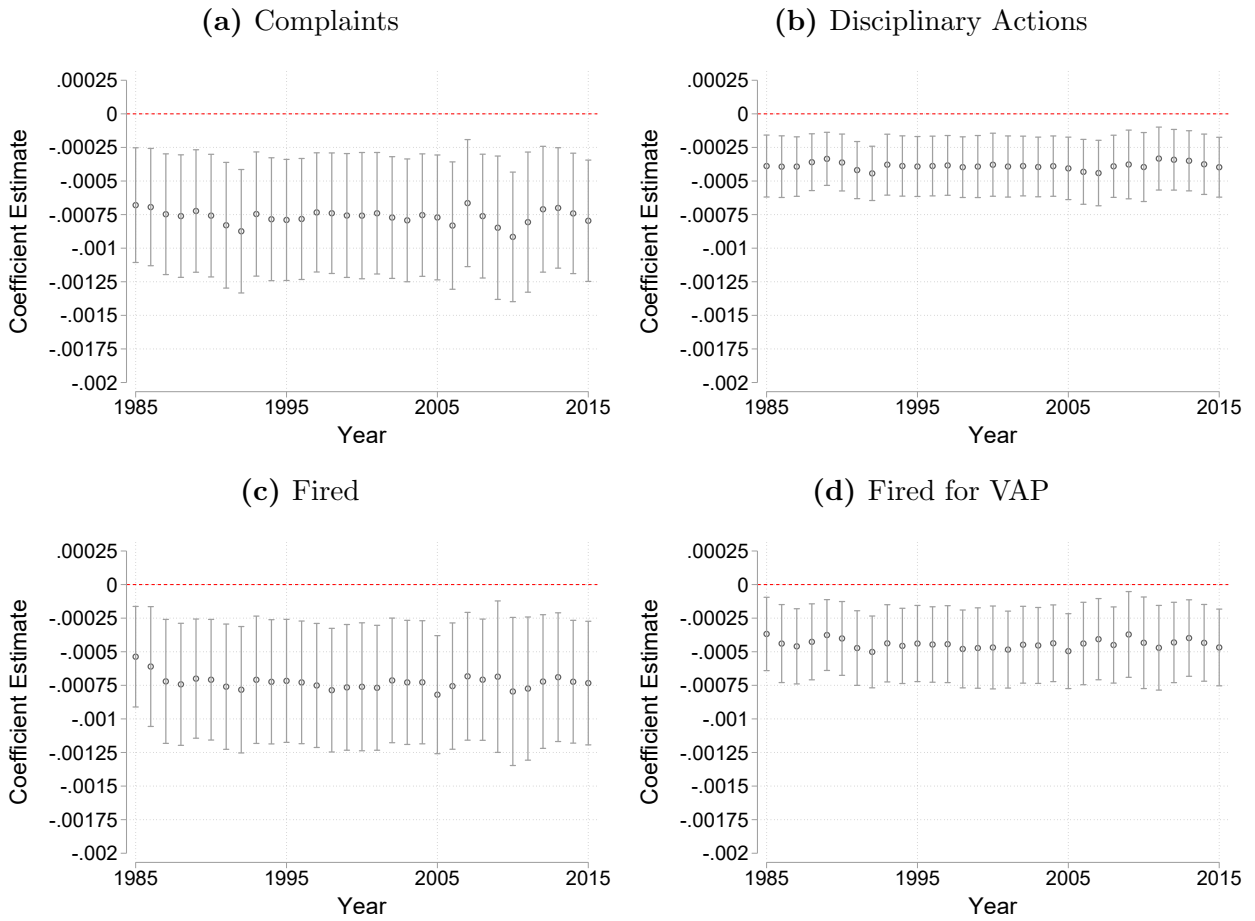 (a) Complaints
.00025
0
-.00025
-.0005
-.00075
-.001
-.00125
-.0015
-.00175
-.002
Coefficient Estimate
1985 1995 2005 2015
Year
(b) Disciplinary Actions
.00025
0
-.00025
-.0005
-.00075
-.001
-.00125
-.0015
-.00175
-.002
Coefficient Estimate
1985 1995 2005 2015
Year
(c) Fired
.00025
0
-.00025
-.0005
-.00075
-.001
-.00125
-.0015
-.00175
-.002
Coefficient Estimate
1985 1995 2005 2015
Year
(d) Fired for VAP
.00025
0
-.00025
-.0005
-.00075
-.001
-.00125
-.0015
-.00175
-.002
Coefficient Estimate
1985 1995 2005 2015
Year